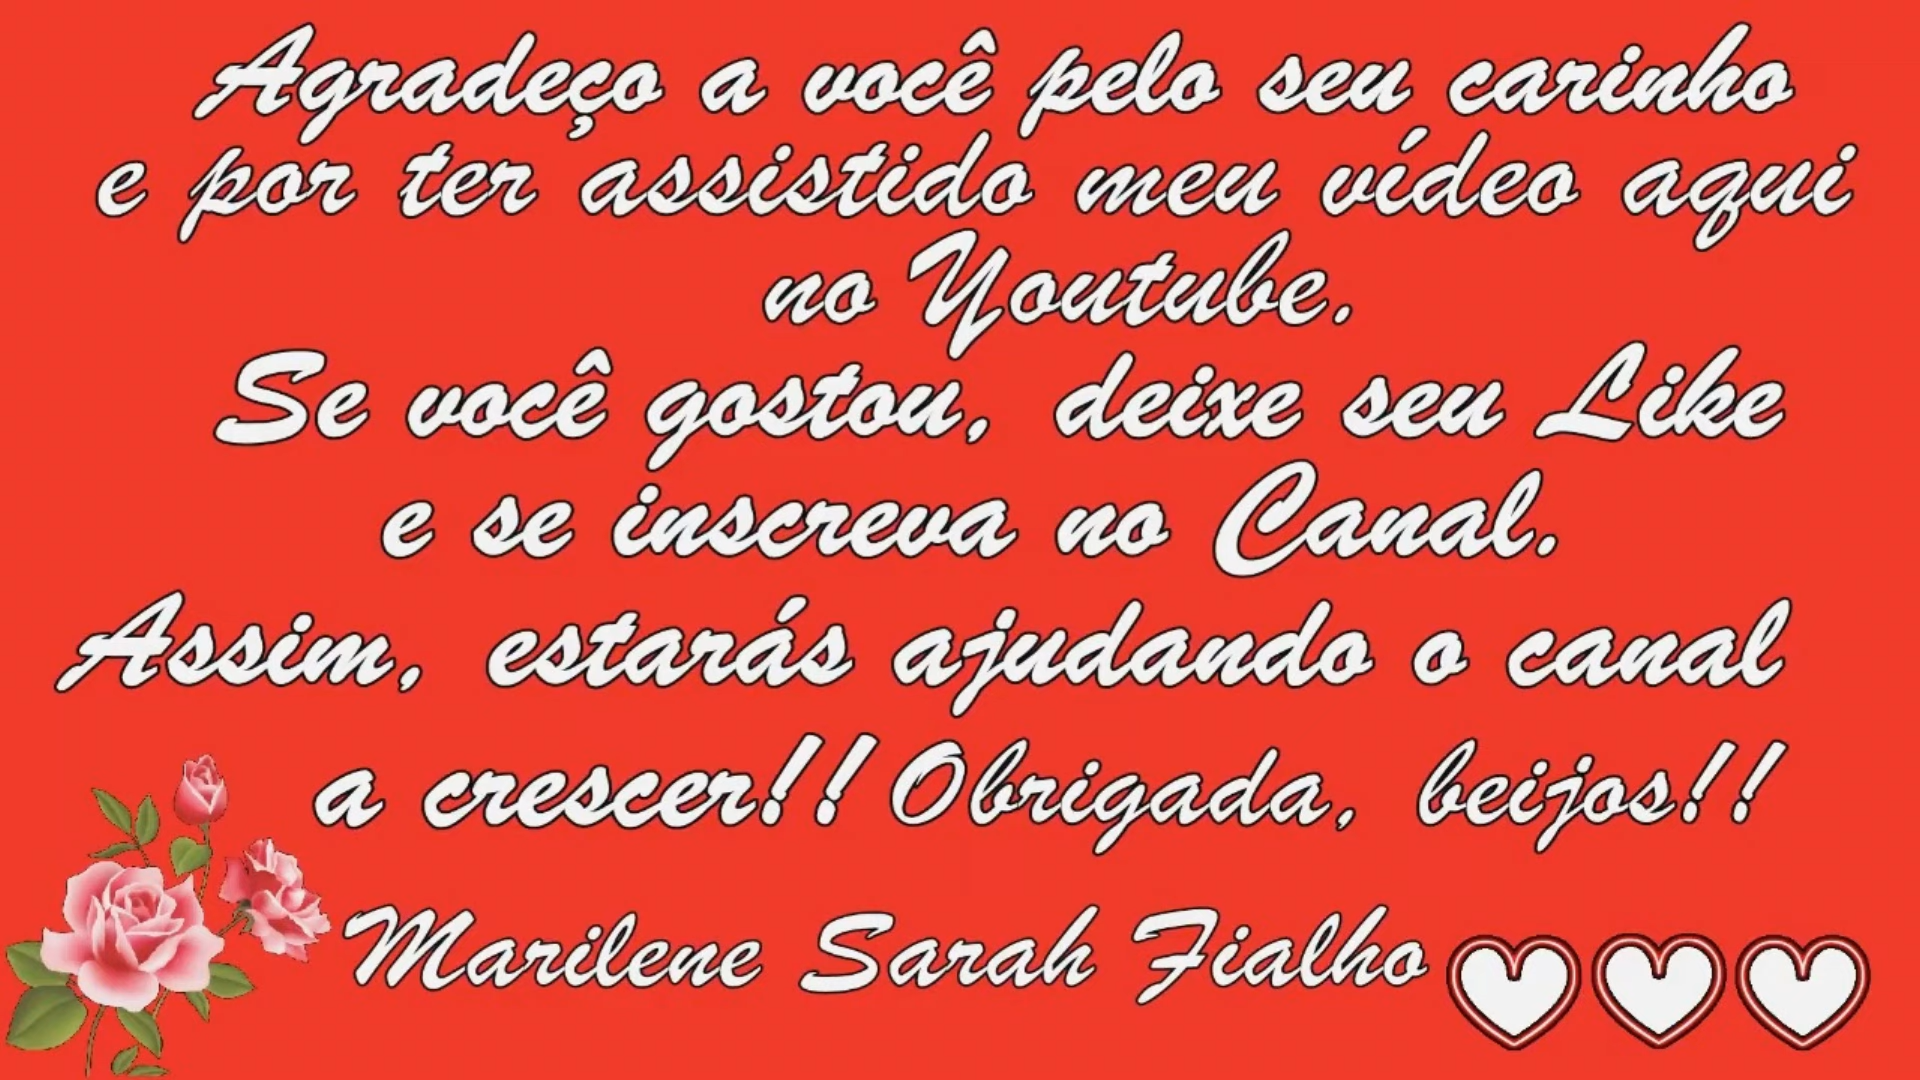 Agradeço a você pelo seu carinho
e por ter assistido meu vídeo aqui
no Youtube.
Se você gostou, deixe seu Like
e se inscreva no Canal.
Assim, estarás ajudando o canal
a crescer!! Obrigada, beijos!!
Marilene Sarah Fialho